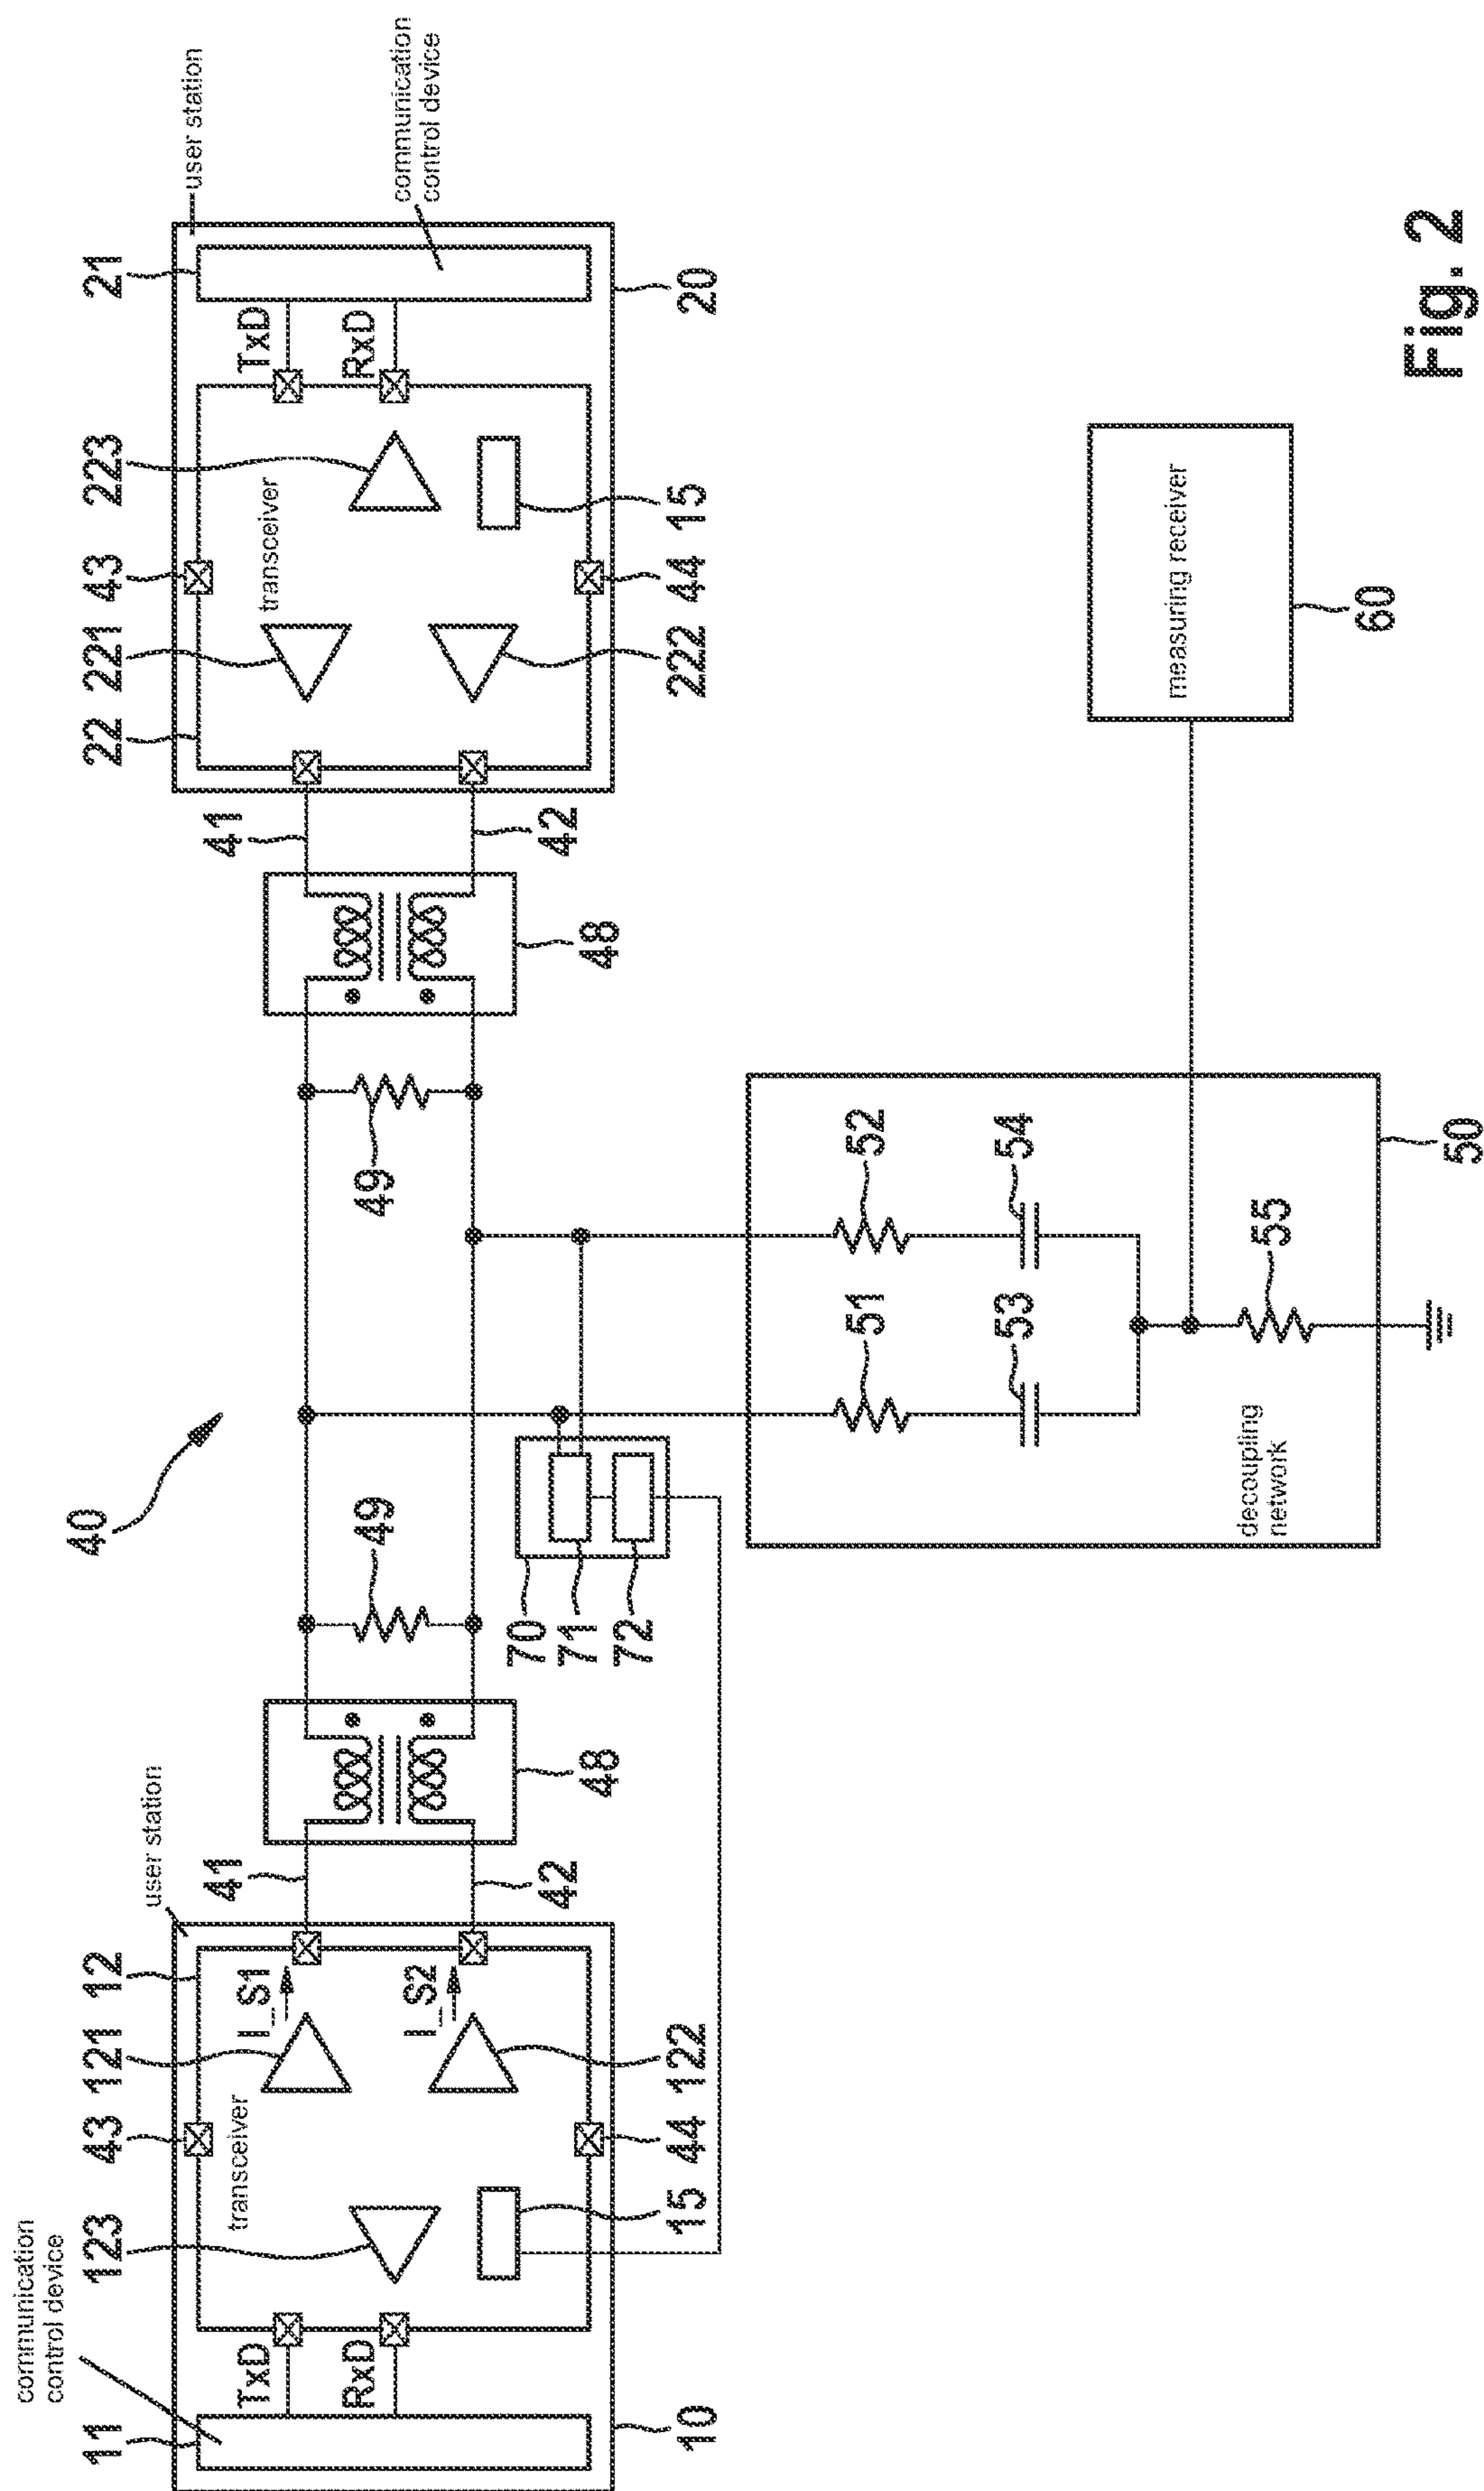 40
communication
control device
user station
user station
communication
control device
11
123
43
121
12
41
49
49
41
22
221
43
223
21
transceiver
transceiver
TxD
I_S1
TxD
RxD
I_S2
RxD
10
15
44
122
42
48
48
42
222
44
15
20
70
71
72
51
52
53
54
55
decoupling
network
50
measuring receiver
60
Fig. 2